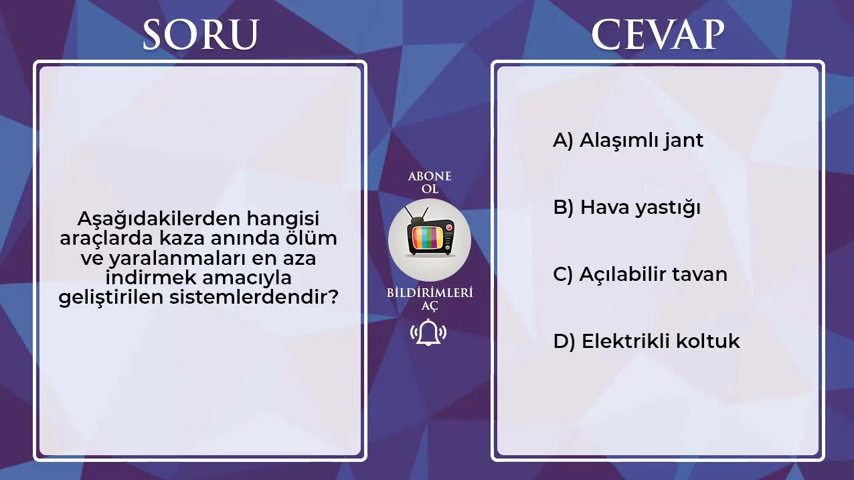 SORU
Aşağıdakilerden hangisi
araçlarda kaza anında ölüm
ve yaralanmaları en aza
indirmek amacıyla
geliştirilen sistemlerdendir?
ABONE
OL
BİLDİRİMLERİ
AÇ
CEVAP
A) Alaşımlı jant
B) Hava yastığı
C) Açılabilir tavan
D) Elektrikli koltuk